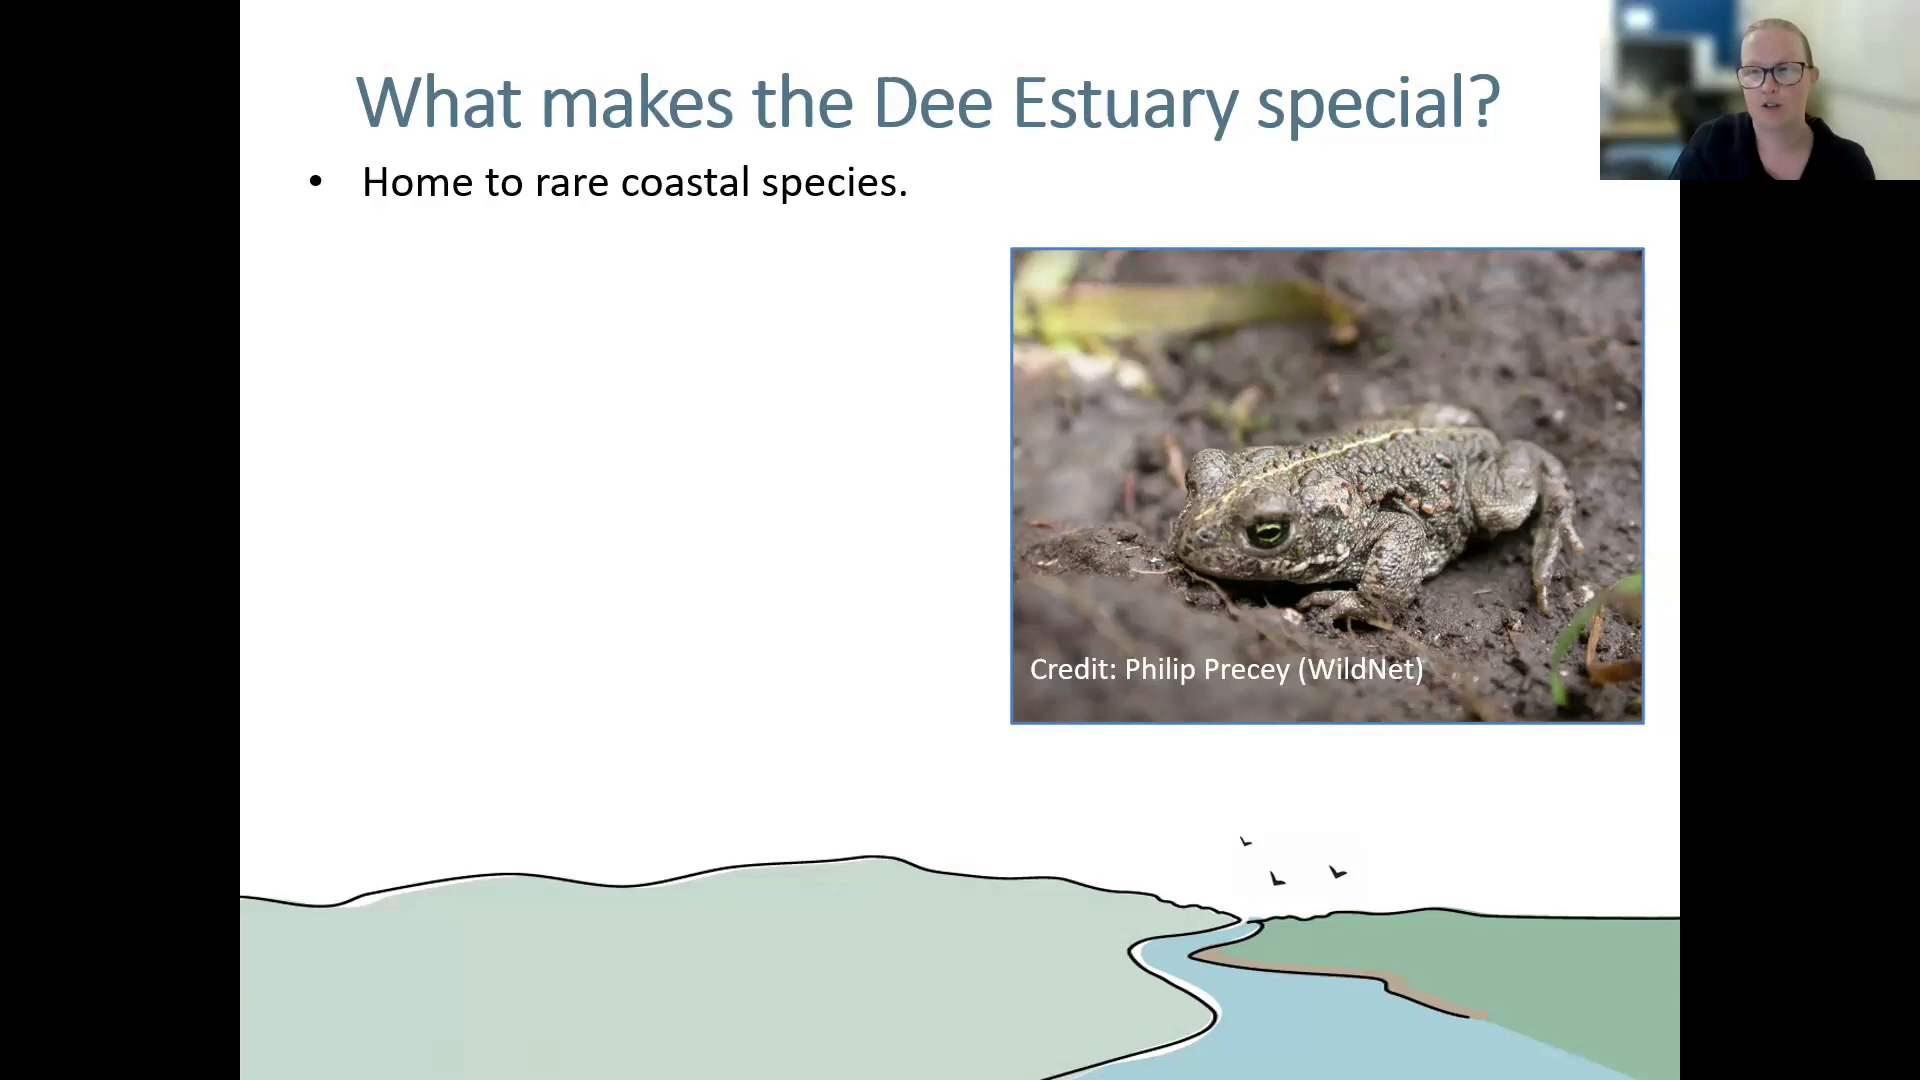 What makes the Dee Estuary special?
• Home to rare coastal species.
Credit: Philip Precey (WildNet)